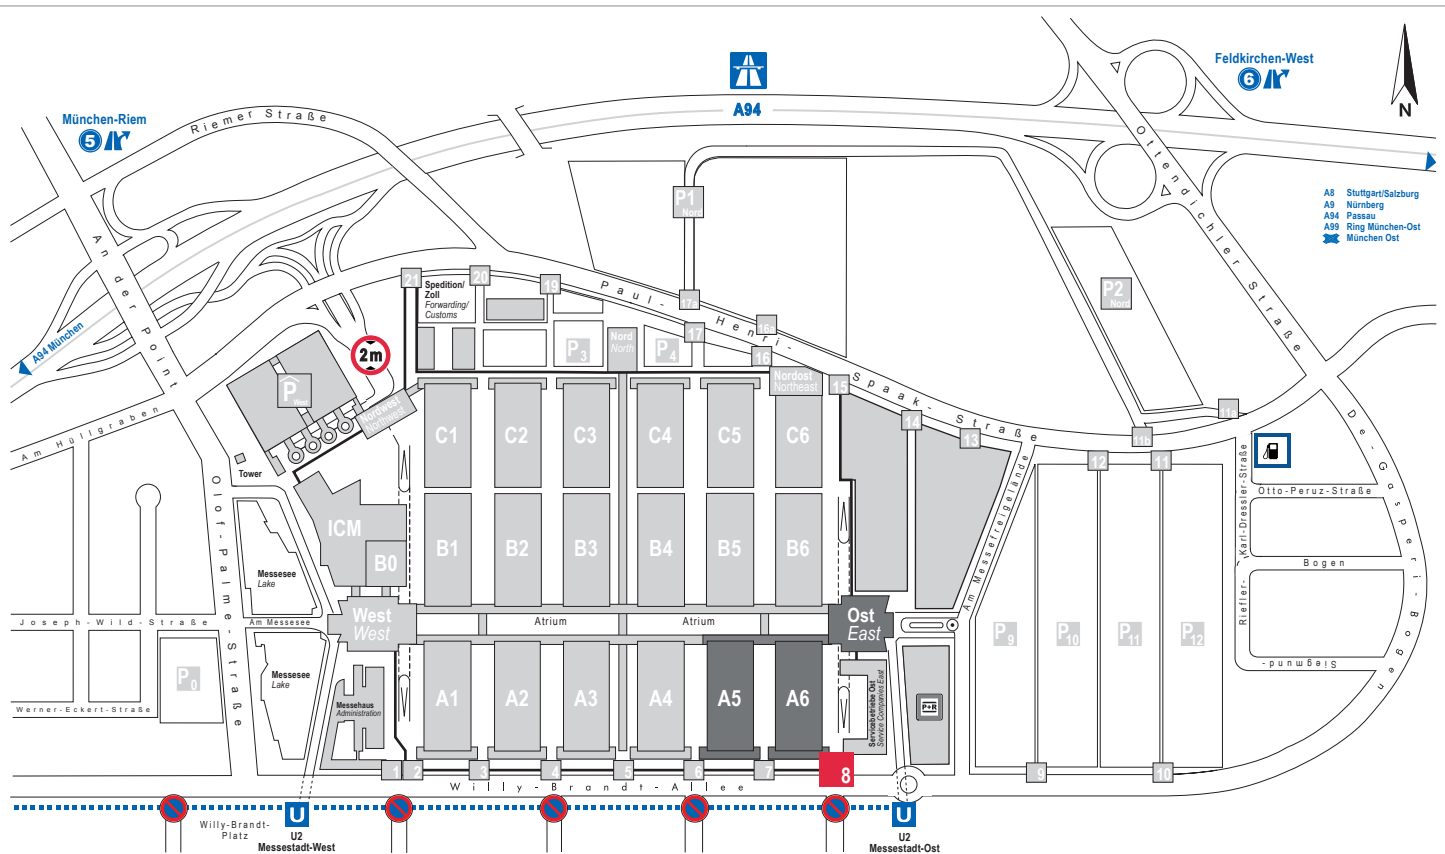 München-Riem
5
Riemer Straße
A94
Feldkirchen-West
6
N
A8 Stuttgart/Salzburg
A9 Nürnberg
A94 Passau
A99 Ring München-Ost
München Ost
Ottendichler Straße
An der Point
A94 München
P1
Nord
P2
Nord
21
Spedition/
Zoll
Forwarding/
Customs
20
19
17a
17
16a
16
15
14
13
12
11
11b
11a
Paul-Henri-Spaak-Straße
2m
P
West
P3
Nord
North
P4
Nordost
Northeast
Nordwest
Northwest
Am Hüllgraben
Tower
Olof-Palme-Straße
C1
C2
C3
C4
C5
C6
ICM
B0
B1
B2
B3
B4
B5
B6
Am Messefreigelände
Karl-Dressler-Straße
Otto-Peruz-Straße
De-Gasperi-Bogen
Bogen
Riefler-
Siegmund-
Messesee
Lake
West
West
Atrium
Atrium
Ost
East
Joseph-Wild-Straße
Am Messesee
P9
P10
P11
P12
P0
Messesee
Lake
Werner-Eckert-Straße
Messehaus
Administration
A1
A2
A3
A4
A5
A6
Servicebetriebe Ost
Service Companies East
P+R
1
2
3
4
5
6
7
8
9
10
Willy-Brandt-Allee
Willy-Brandt-
Platz
U
U2
Messestadt-West
U
U2
Messestadt-Ost